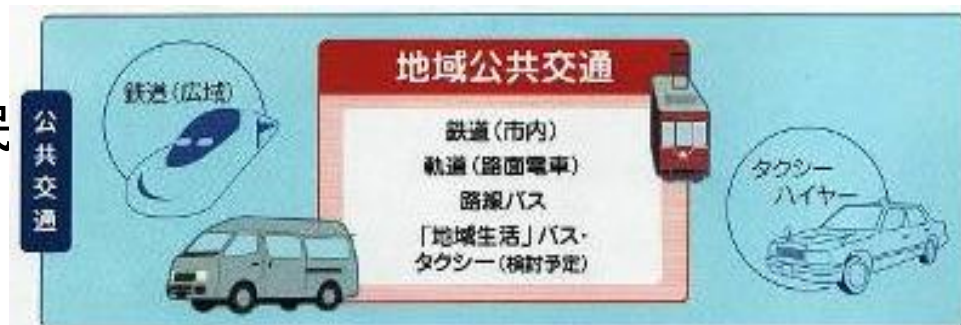 公共交通
鉄道(広域)
地域公共交通
鉄道(市内)
軌道(路面電車)
路線バス
「地域生活」バス・
タクシー(検討予定)
タクシー
ハイヤー